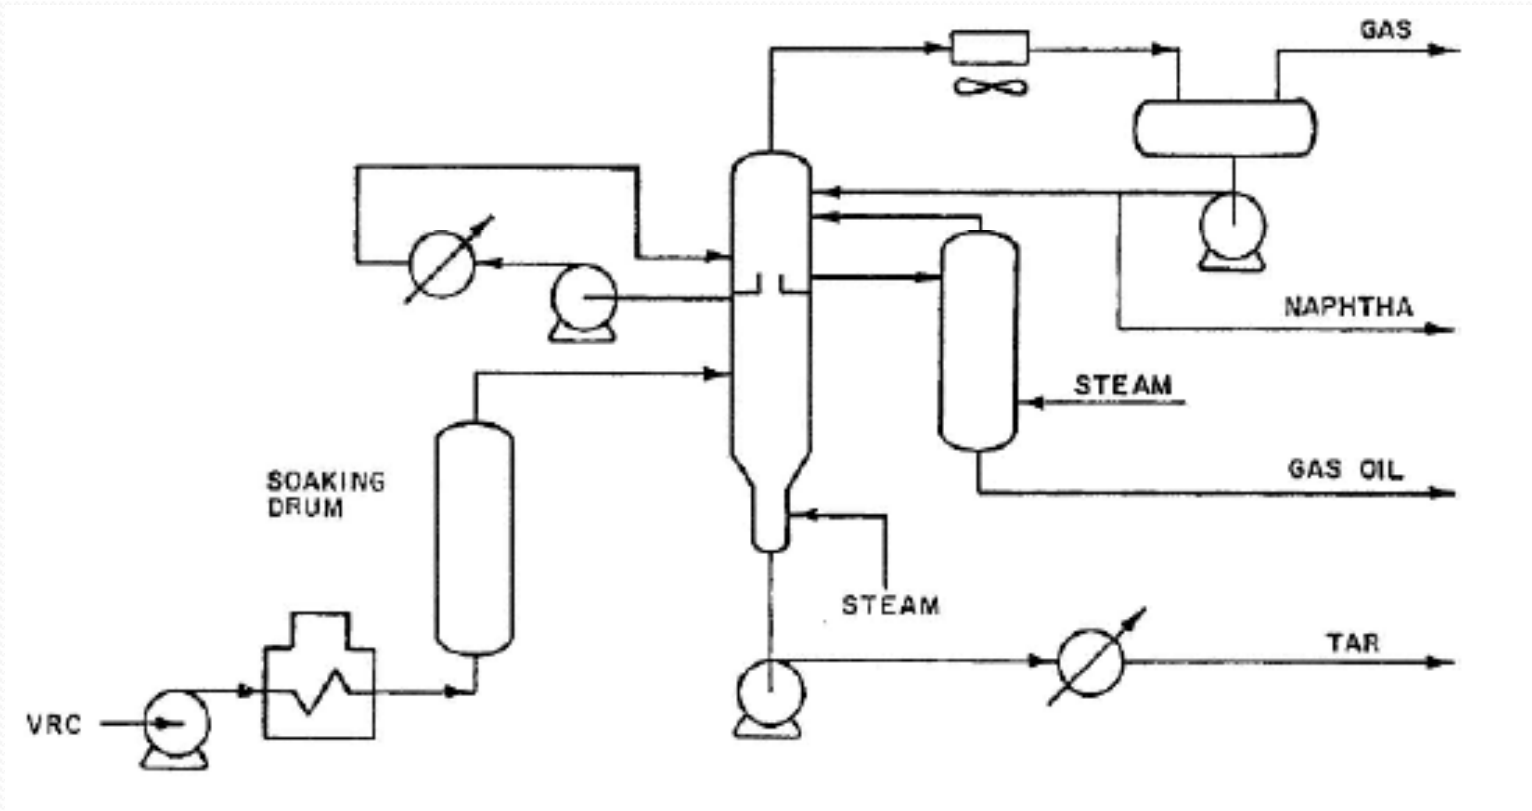 GAS
NAPHTHA
STEAM
GAS OIL
SOAKING
DRUM
STEAM
TAR
VRC